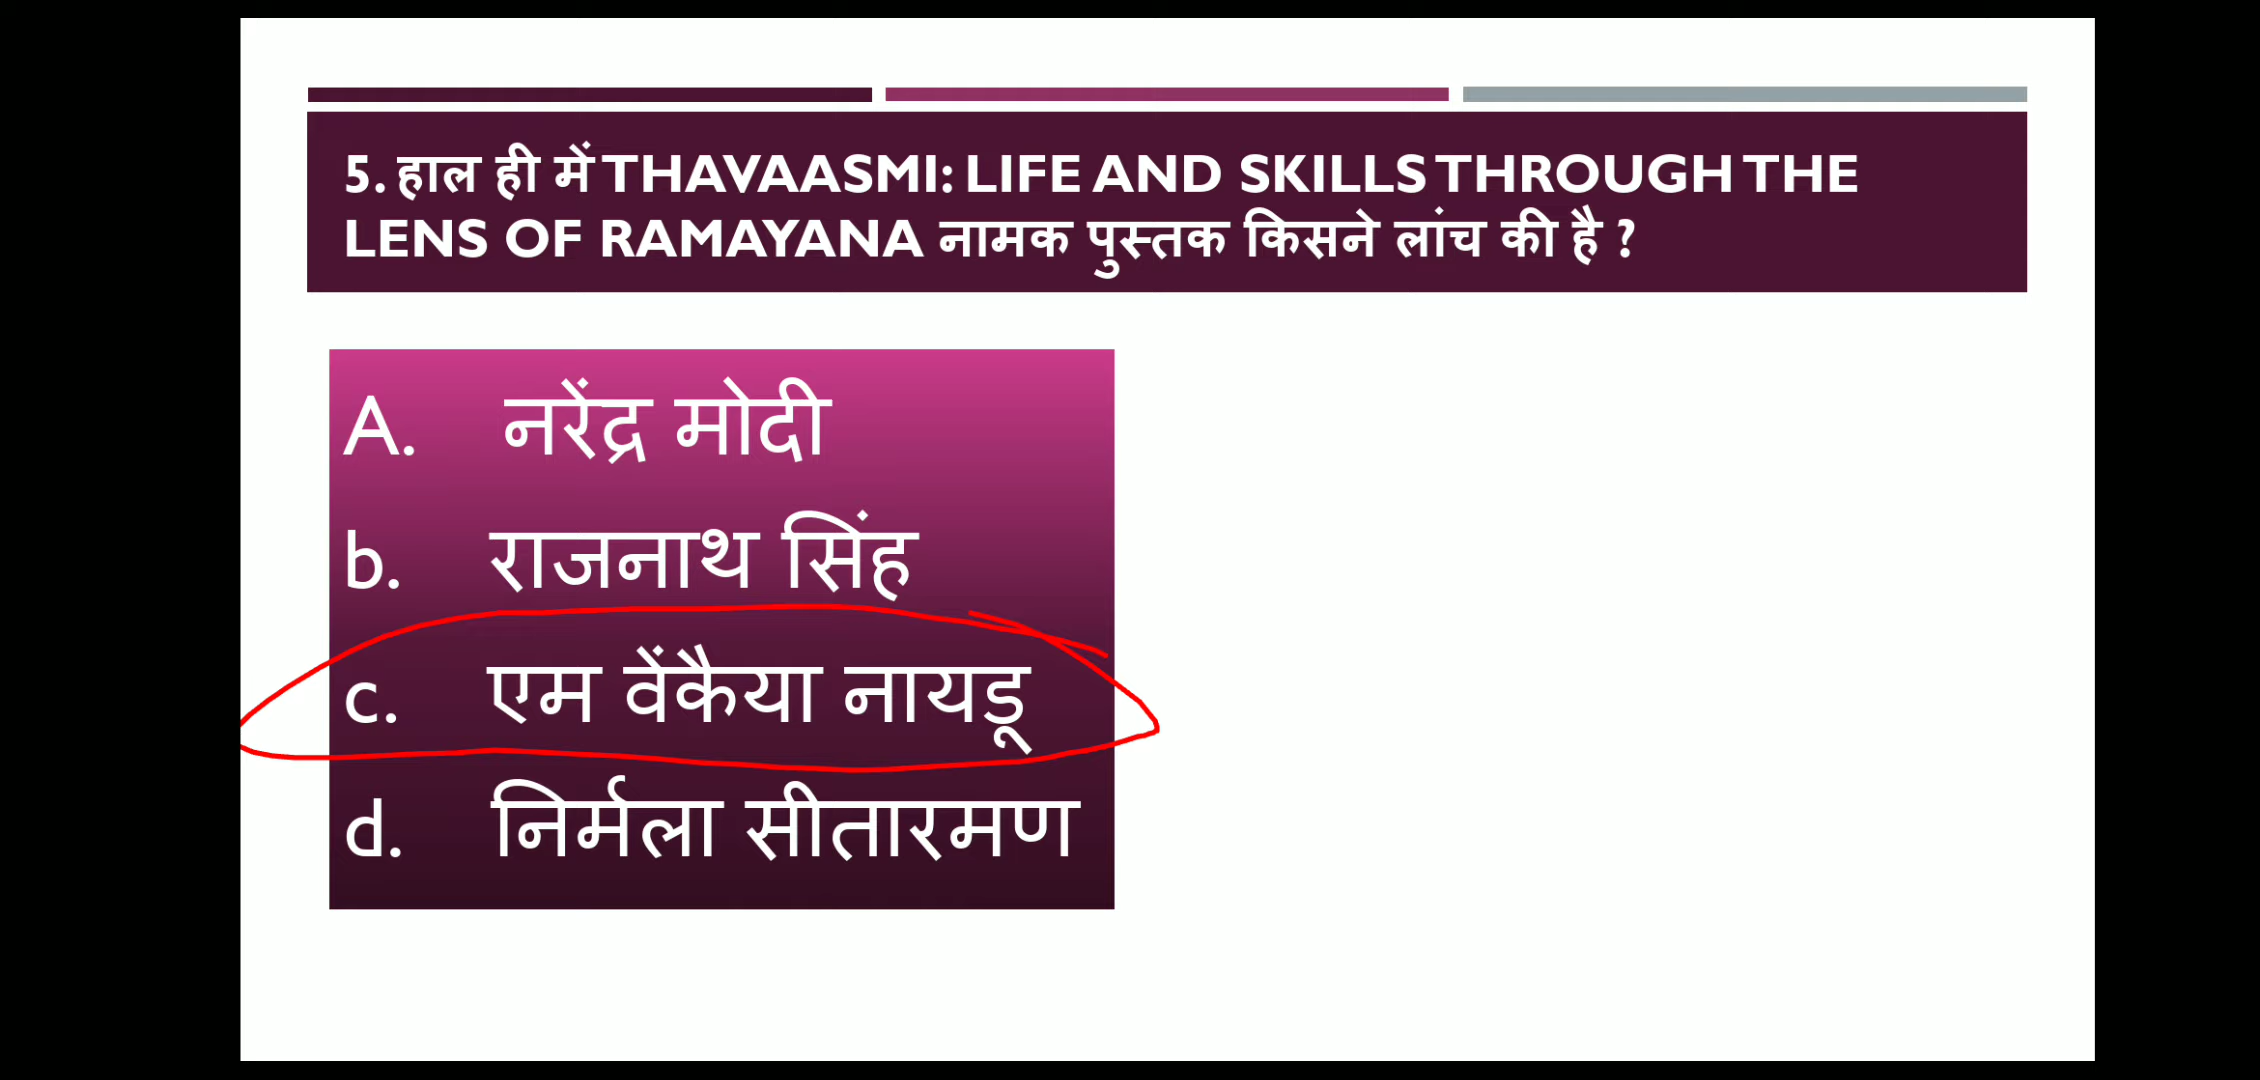 5. हाल ही में THAVAASMI: LIFE AND SKILLS THROUGH THE
LENS OF RAMAYANA नामक पुस्तक किसने लांच की है ?
A. नरेंद्र मोदी
b. राजनाथ सिंह
c. एम वेंकैया नायडू
d. निर्मला सीतारमण